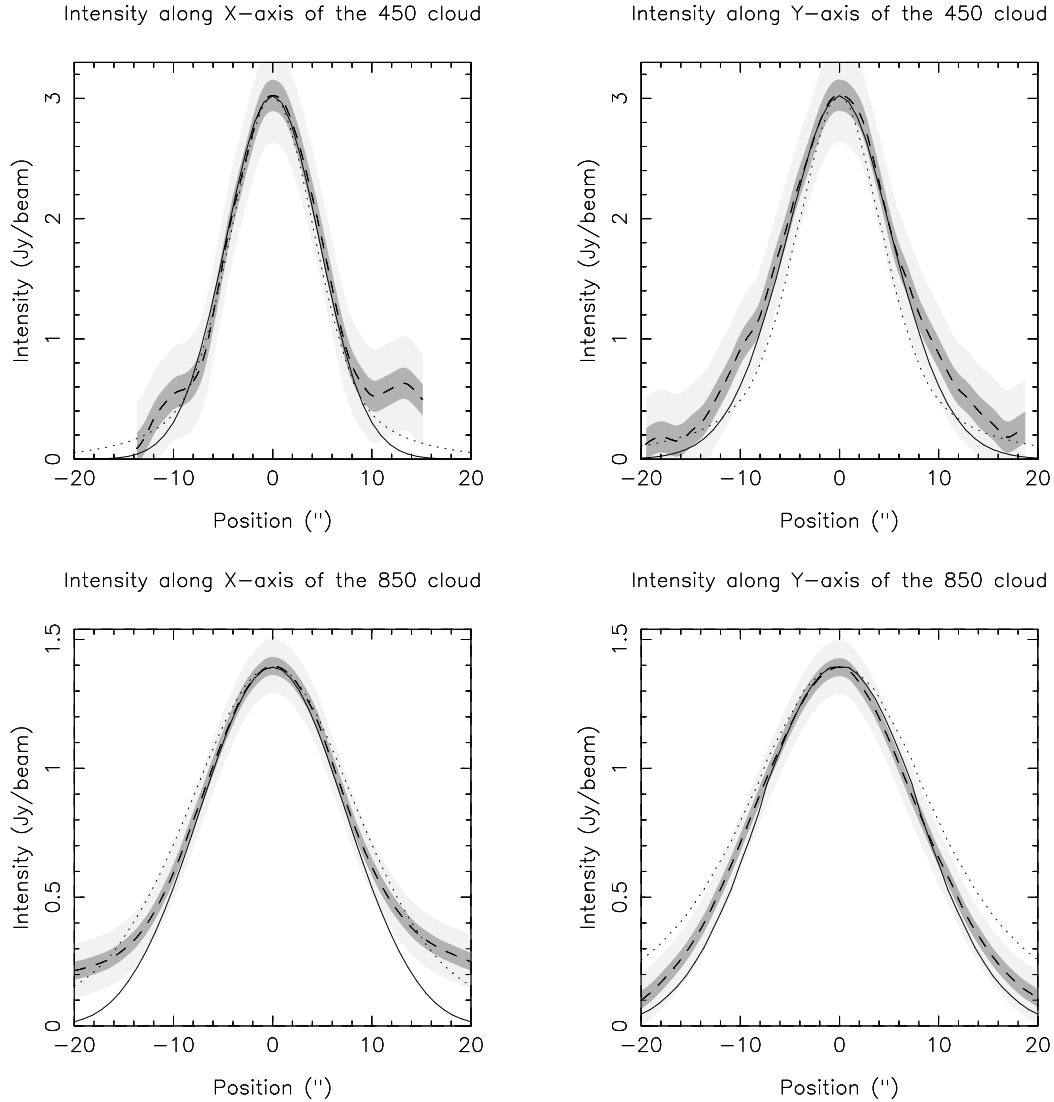 Intensity along X-axis of the 450 cloud
Intensity (Jy/beam)
3
2
1
0
-20 -10 0 10 20
Position (")
Intensity along Y-axis of the 450 cloud
Intensity (Jy/beam)
3
2
1
0
-20 -10 0 10 20
Position (")
Intensity along X-axis of the 850 cloud
Intensity (Jy/beam)
1.5
1
0.5
0
-20 -10 0 10 20
Position (")
Intensity along Y-axis of the 850 cloud
Intensity (Jy/beam)
1.5
1
0.5
0
-20 -10 0 10 20
Position (")